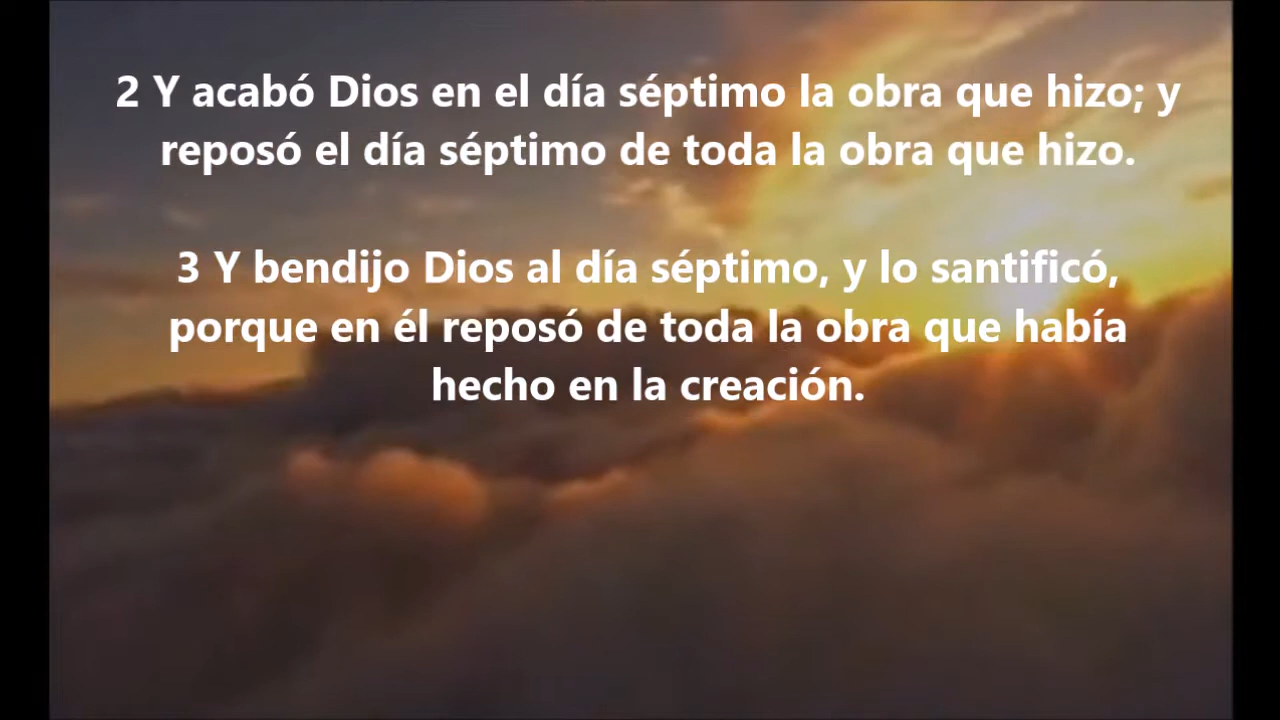 2 Y acabó Dios en el día séptimo la obra que hizo; y
reposó el día séptimo de toda la obra que hizo.
3 Y bendijo Dios al día séptimo, y lo santificó,
porque en él reposó de toda la obra que había
hecho en la creación.